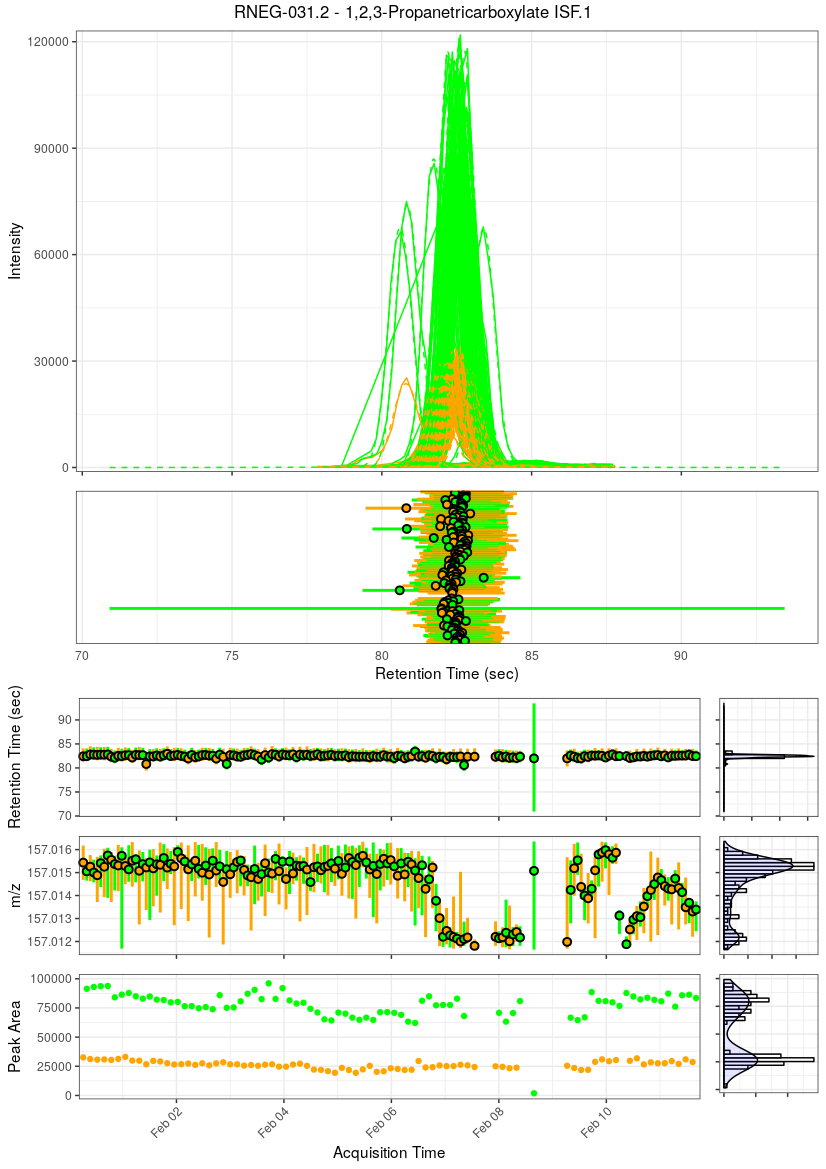 RNEG-031.2 - 1,2,3-Propanetricarboxylate ISF.1
120000
90000
60000
30000
0
Intensity
70
75
80
85
90
Retention Time (sec)
90
85
80
75
70
Retention Time (sec)
157.016
157.015
157.014
157.013
157.012
m/z
100000
75000
50000
25000
0
Peak Area
Feb 02
Feb 04
Feb 06
Feb 08
Feb 10
Acquisition Time